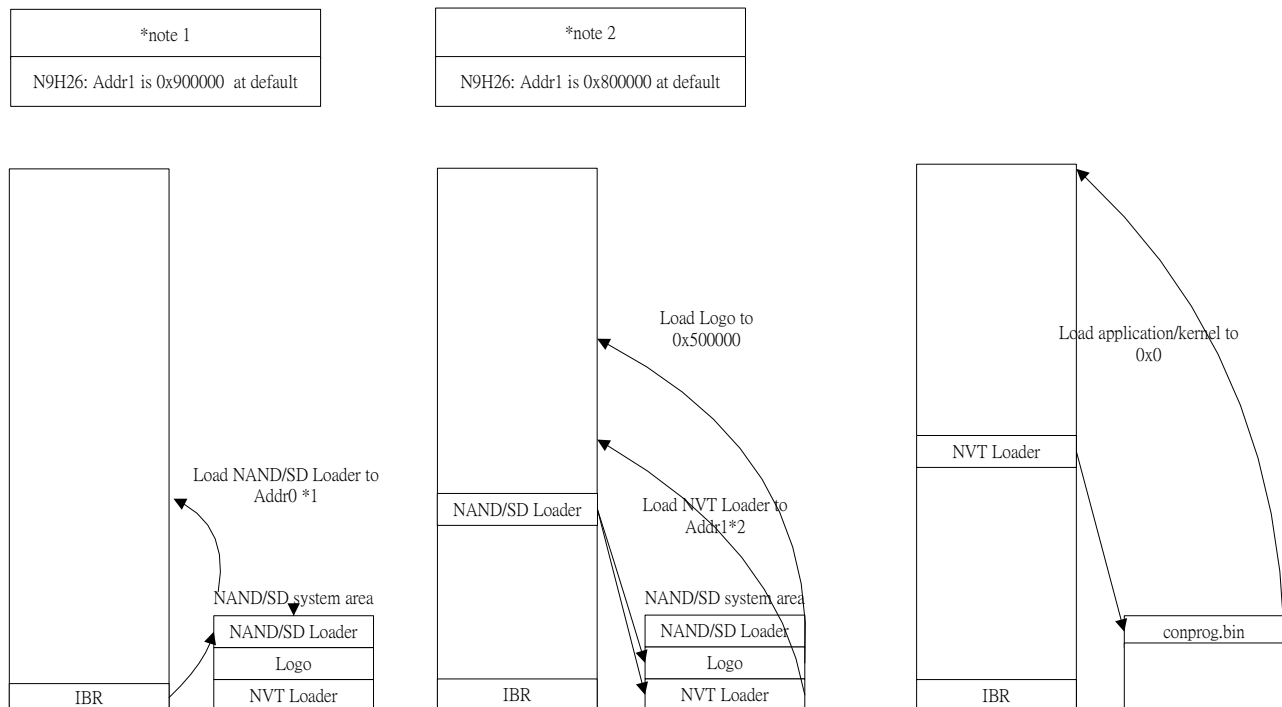 *note 1
N9H26: Addr1 is 0x900000 at default
*note 2
N9H26: Addr1 is 0x800000 at default
Load NAND/SD Loader to
Addr0 *1
NAND/SD system area
NAND/SD Loader
Logo
NVT Loader
IBR
Load Logo to
0x500000
NAND/SD Loader
Load NVT Loader to
Addr1*2
NAND/SD system area
NAND/SD Loader
Logo
NVT Loader
IBR
Load application/kernel to
0x0
NVT Loader
conprog.bin
IBR